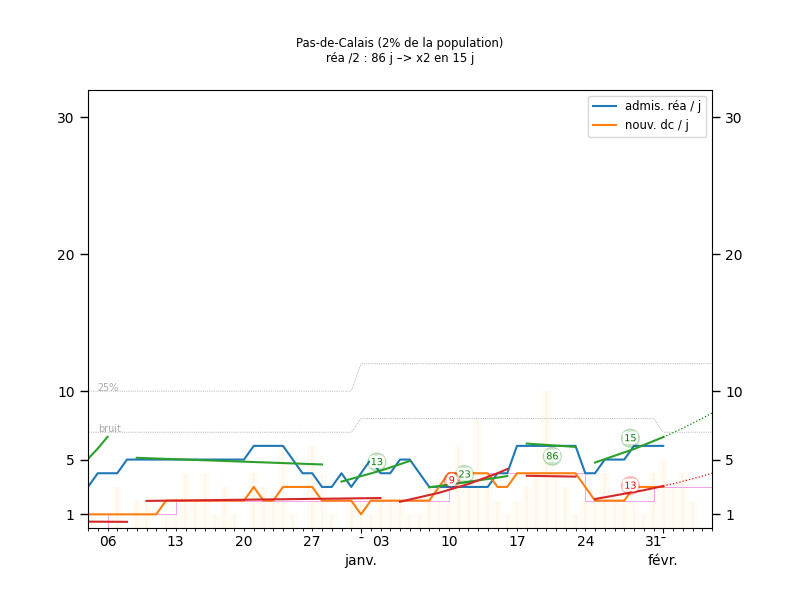 Pas-de-Calais (2% de la population)
réa /2 : 86 j –> x2 en 15 j
admis. réa / j
nouv. dc / j
30 30
20 20
25%
10 10
bruit
15
13
86
5 5
23
9
13
1 1
06 13 20 27 03 10 17 24 31
janv. févr.